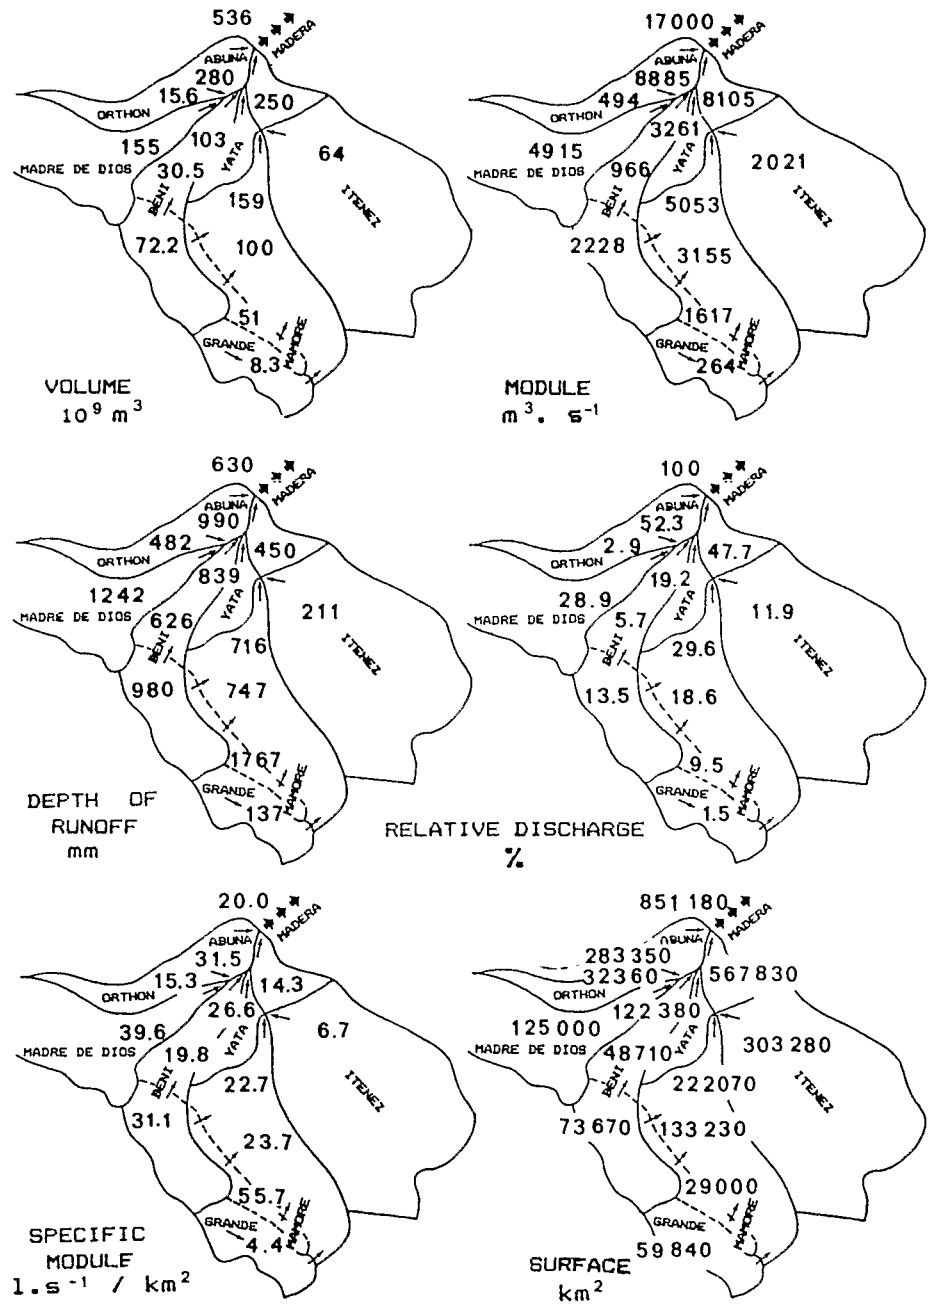 536
MADERA
ABUNA
280
15.6
250
ORTHON
155
103
64
MADRE DE DIOS
30.5
YATA
BENI
159
ITENEZ
72.2
100
51
GRANDE
MAMORE
8.3
VOLUME
10⁹ m³
17000
MADERA
ABUNA
8885
494
8105
ORTHON
3261
4915
2021
MADRE DE DIOS
966
YATA
BENI
5053
ITENEZ
2228
3155
1617
GRANDE
MAMORE
264
MODULE
m³. s⁻¹
630
MADERA
ABUNA
990
482
450
ORTHON
839
1242
211
MADRE DE DIOS
626
YATA
BENI
716
ITENEZ
980
747
1767
GRANDE
MAMORE
137
DEPTH OF
RUNOFF
mm
100
MADERA
ABUNA
52.3
2.9
47.7
ORTHON
19.2
28.9
11.9
MADRE DE DIOS
5.7
YATA
BENI
29.6
ITENEZ
13.5
18.6
9.5
GRANDE
MAMORE
1.5
RELATIVE DISCHARGE
%
20.0
MADERA
ABUNA
31.5
15.3
14.3
ORTHON
26.6
39.6
6.7
MADRE DE DIOS
19.8
YATA
BENI
22.7
ITENEZ
31.1
23.7
55.7
GRANDE
MAMORE
4.4
SPECIFIC
MODULE
l.s⁻¹ / km²
851 180
MADERA
ABUNA
283 350
32360
567 830
ORTHON
122 380
125 000
303 280
MADRE DE DIOS
48710
YATA
BENI
222070
ITENEZ
73 670
133 230
29000
GRANDE
MAMORE
59 840
SURFACE
km²